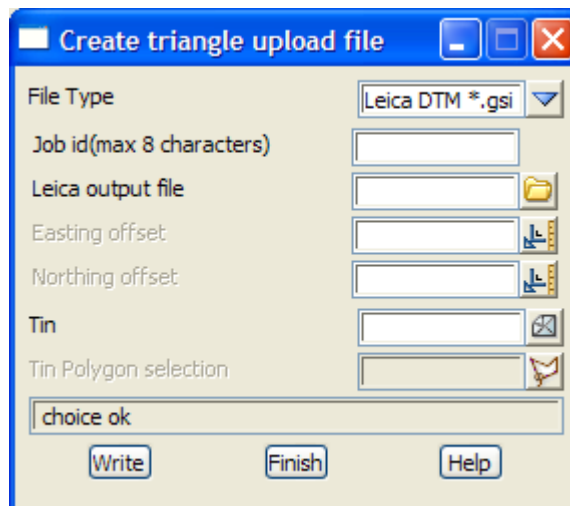 Create triangle upload file
File Type Leica DTM *.gsi
Job id(max 8 characters)
Leica output file
Easting offset
Northing offset
Tin
Tin Polygon selection
choice ok
Write Finish Help